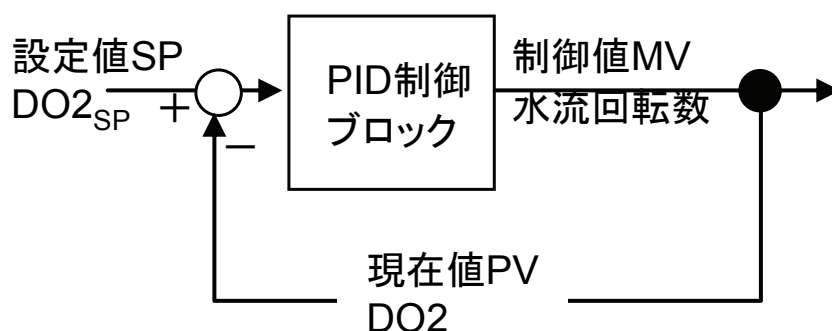 設定値SP
DO2SP
+
−
PID制御
ブロック
制御値MV
水流回転数
現在値PV
DO2